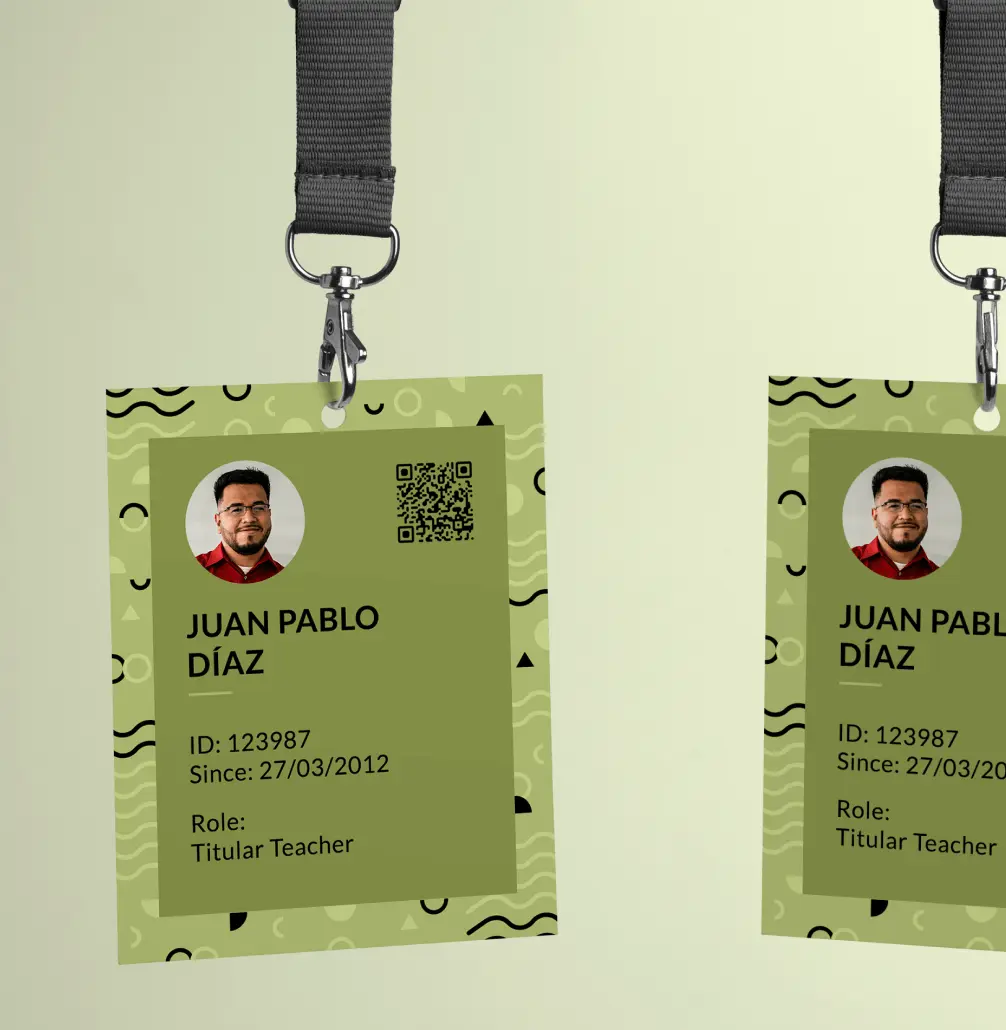 JUAN PABLO
DÍAZ
ID: 123987
Since: 27/03/2012
Role:
Titular Teacher
JUAN PABL
DÍAZ
ID: 123987
Since: 27/03/20
Role:
Titular Teacher